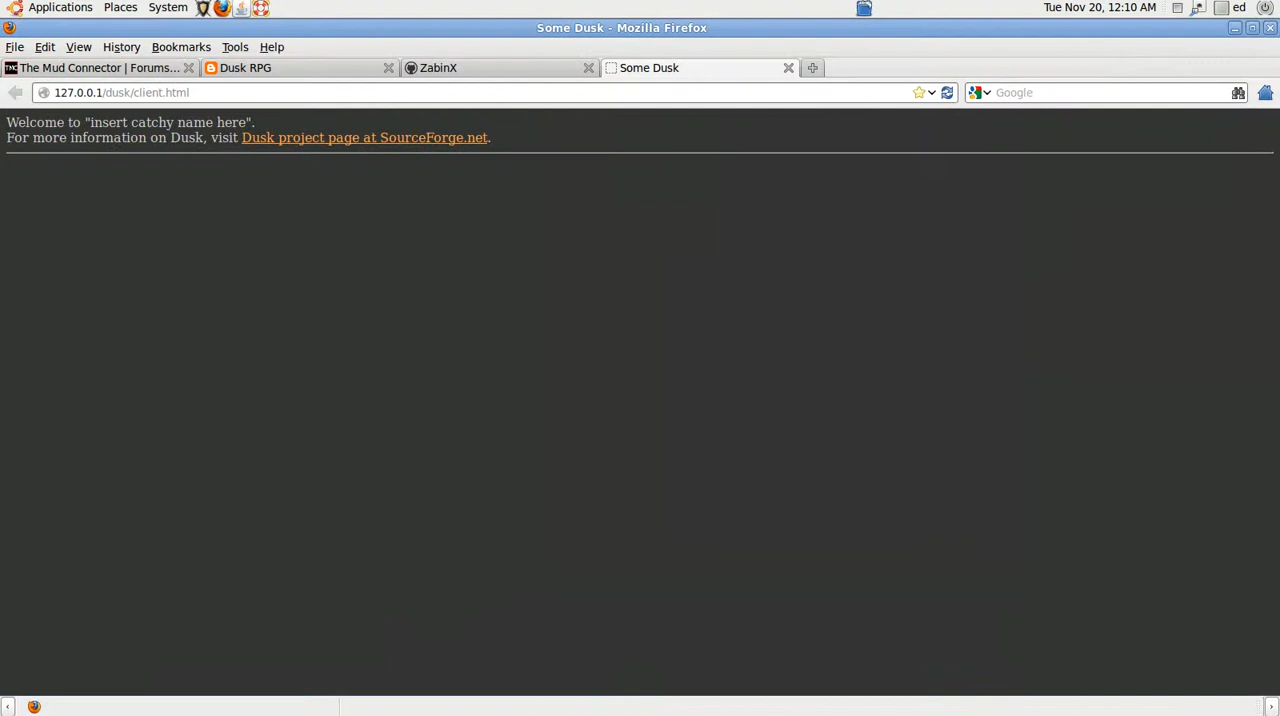 Applications Places System
Tue Nov 20, 12:10 AM
ed
Some Dusk - Mozilla Firefox
File Edit View History Bookmarks Tools Help
TMC The Mud Connector | Forums...
Dusk RPG
ZabinX
Some Dusk
127.0.0.1/dusk/client.html
Google
Welcome to "insert catchy name here".
For more information on Dusk, visit Dusk project page at SourceForge.net.